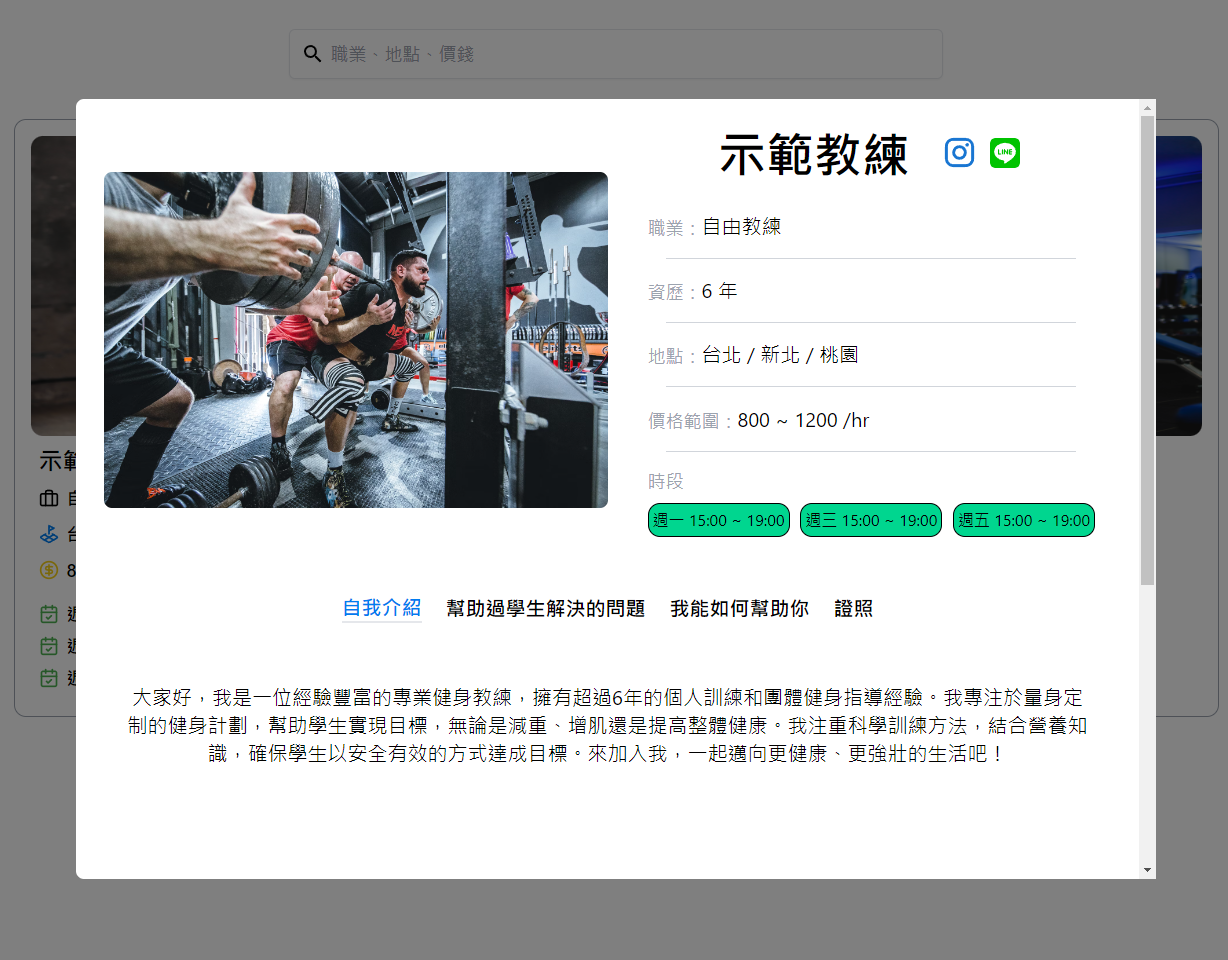 職業、地點、價錢
示範教練
LINE
職業：自由教練
資歷：6 年
地點：台北 / 新北 / 桃園
價格範圍：800 ~ 1200 /hr
時段
週一 15:00 ~ 19:00 週三 15:00 ~ 19:00 週五 15:00 ~ 19:00
示範
自
台
8
週
週
週
自我介紹 幫助過學生解決的問題 我能如何幫助你 證照
大家好，我是一位經驗豐富的專業健身教練，擁有超過6年的個人訓練和團體健身指導經驗。我專注於量身定
制的健身計劃，幫助學生實現目標，無論是減重、增肌還是提高整體健康。我注重科學訓練方法，結合營養知
識，確保學生以安全有效的方式達成目標。來加入我，一起邁向更健康、更強壯的生活吧！